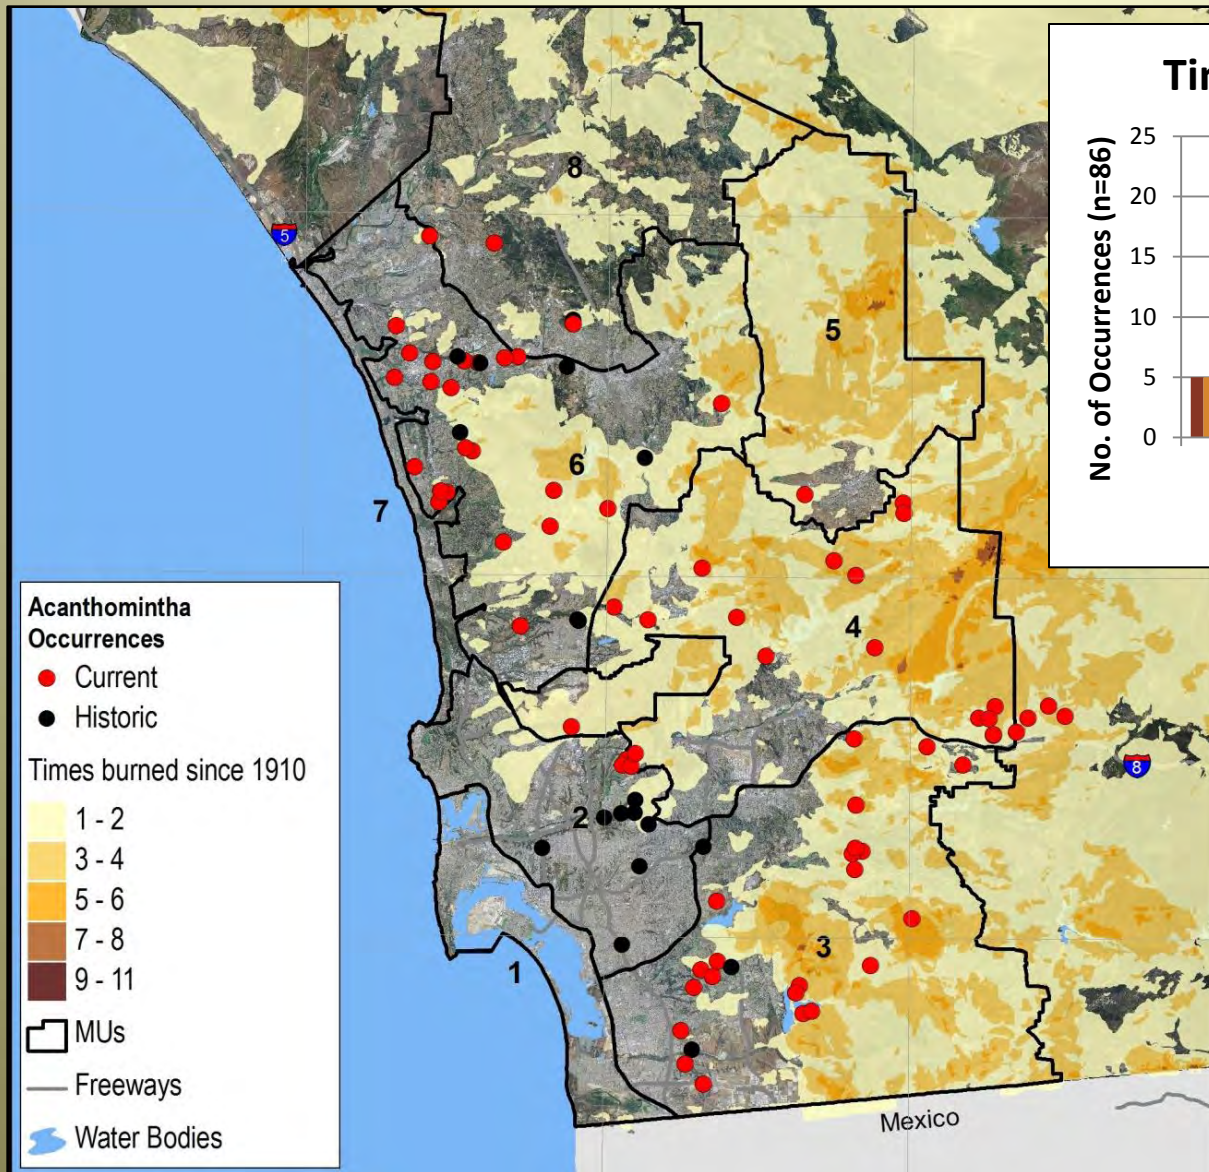 Tir
No. of Occurrences (n=86)
25
20
15
10
5
0
5
8
5
6
7
4
8
2
3
1
Mexico
Acanthomintha
Occurrences
Current
Historic
Times burned since 1910
1 - 2
3 - 4
5 - 6
7 - 8
9 - 11
MUs
Freeways
Water Bodies